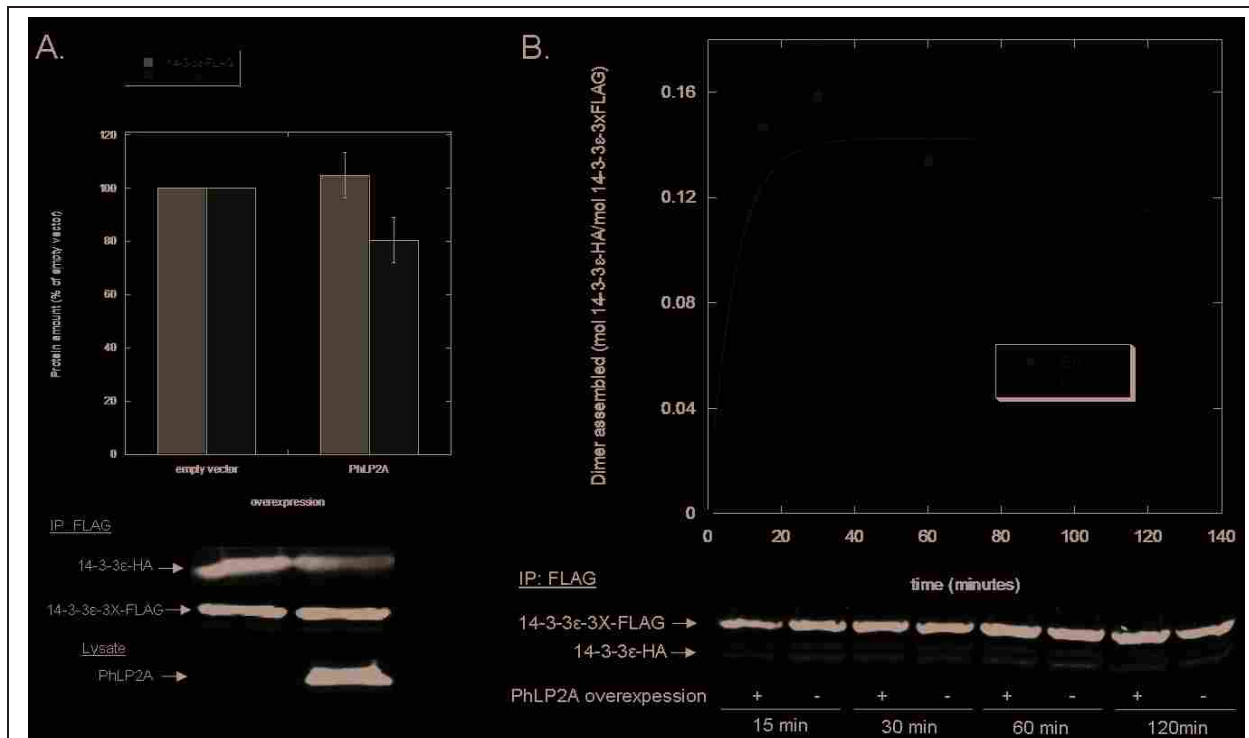 A.
14-3-3ε-FLAG
120
100
80
60
40
20
0
Protein amount (% of empty vector)
empty vector
PhLP2A
overexpression
IP: FLAG
14-3-3ε-HA
14-3-3ε-3X-FLAG
Lysate
PhLP2A
B.
0.16
0.12
0.08
0.04
0
Dimer assembled (mol 14-3-3ε-HA/mol 14-3-3ε-3xFLAG)
0 20 40 60 80 100 120 140
time (minutes)
IP: FLAG
14-3-3ε-3X-FLAG
14-3-3ε-HA
PhLP2A overexpession + - + - + - + -
15 min 30 min 60 min 120min